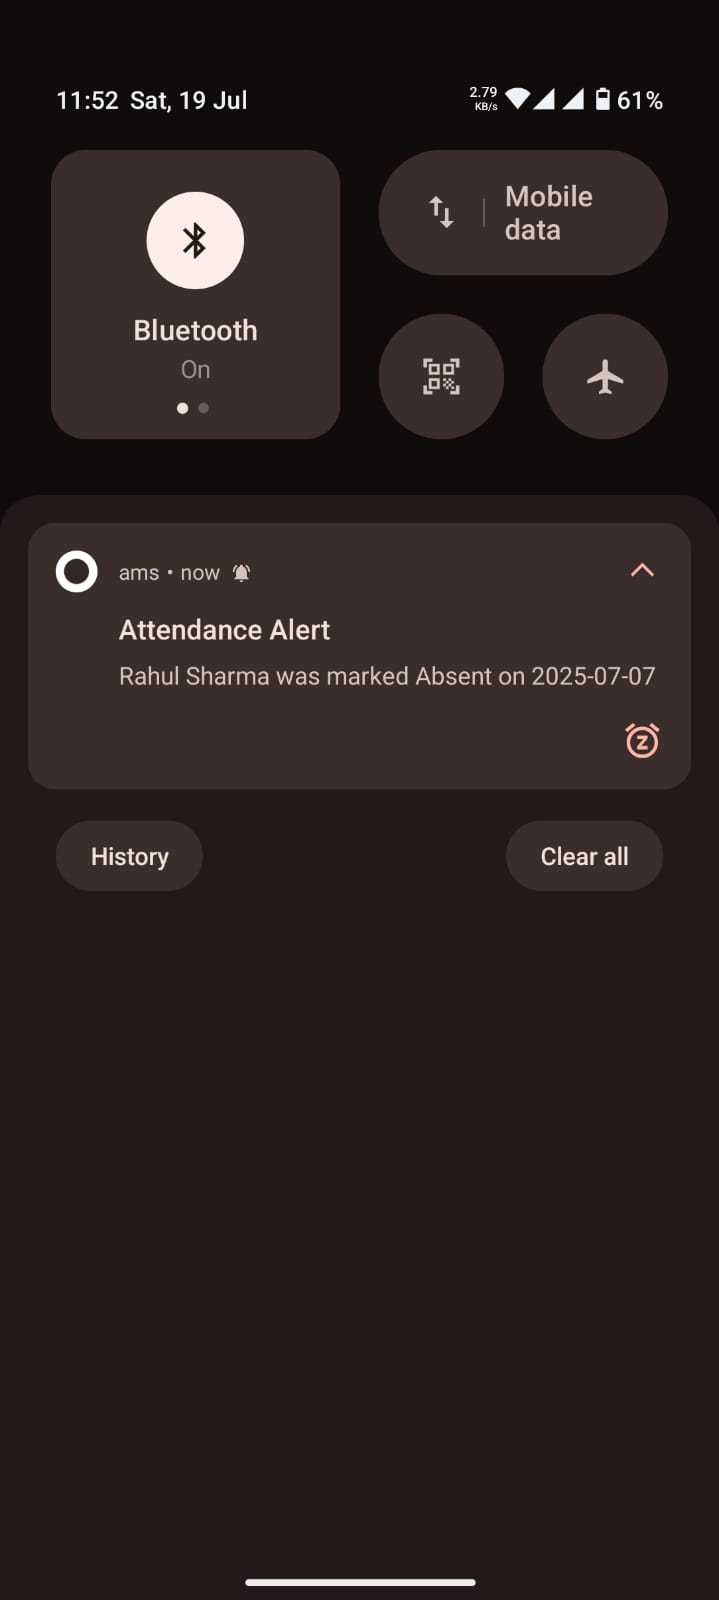 11:52 Sat, 19 Jul
2.79
KB/s
61%
Bluetooth
On
Mobile
data
ams • now
Attendance Alert
Rahul Sharma was marked Absent on 2025-07-07
History
Clear all